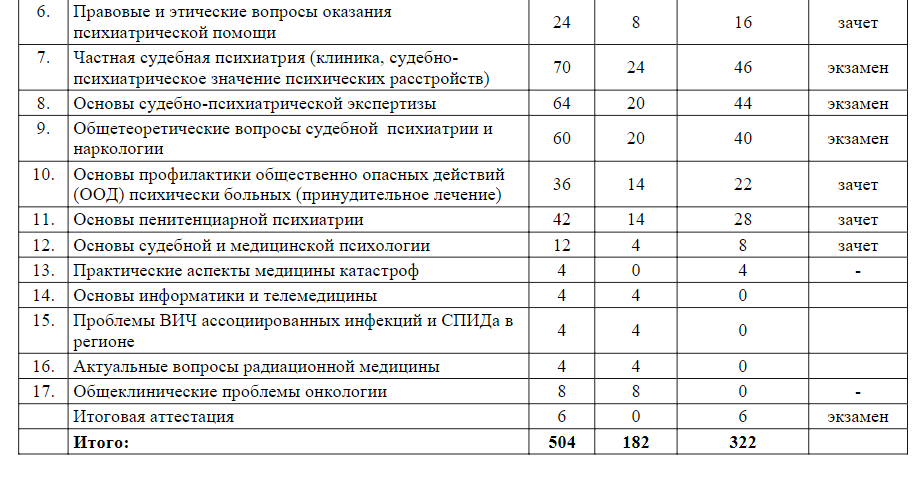 6. Правовые и этические вопросы оказания 24 8 16 зачет
психиатрической помощи
7. Частная судебная психиатрия (клиника, судебно-
психиатрическое значение психических расстройств) 70 24 46 экзамен
8. Основы судебно-психиатрической экспертизы 64 20 44 экзамен
9. Общетеоретические вопросы судебной психиатрии и 60 20 40 экзамен
наркологии
10. Основы профилактики общественно опасных действий 36 14 22 зачет
(ООД) психически больных (принудительное лечение)
11. Основы пенитенциарной психиатрии 42 14 28 зачет
12. Основы судебной и медицинской психологии 12 4 8 зачет
13. Практические аспекты медицины катастроф 4 0 4 -
14. Основы информатики и телемедицины 4 4 0
15. Проблемы ВИЧ ассоциированных инфекций и СПИДа в 4 4 0
регионе
16. Актуальные вопросы радиационной медицины 4 4 0
17. Общеклинические проблемы онкологии 8 8 0 -
Итоговая аттестация 6 0 6 экзамен
Итого: 504 182 322